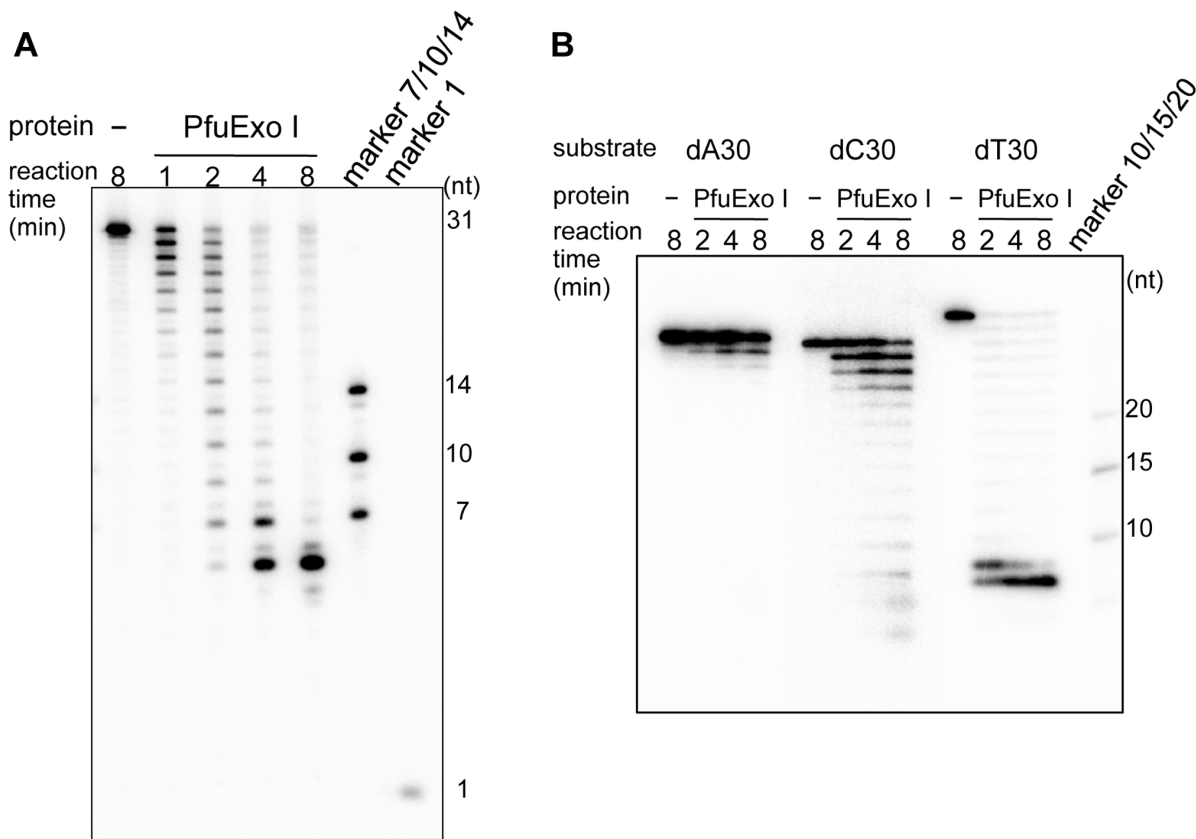 A
protein – PfuExo I
marker 7/10/14
marker 1
reaction time (min) 8 1 2 4 8
(nt)
31
14
10
7
1
B
substrate dA30 dC30 dT30
protein – PfuExo I – PfuExo I – PfuExo I
marker 10/15/20
reaction time (min) 8 2 4 8 8 2 4 8 8 2 4 8
(nt)
20
15
10